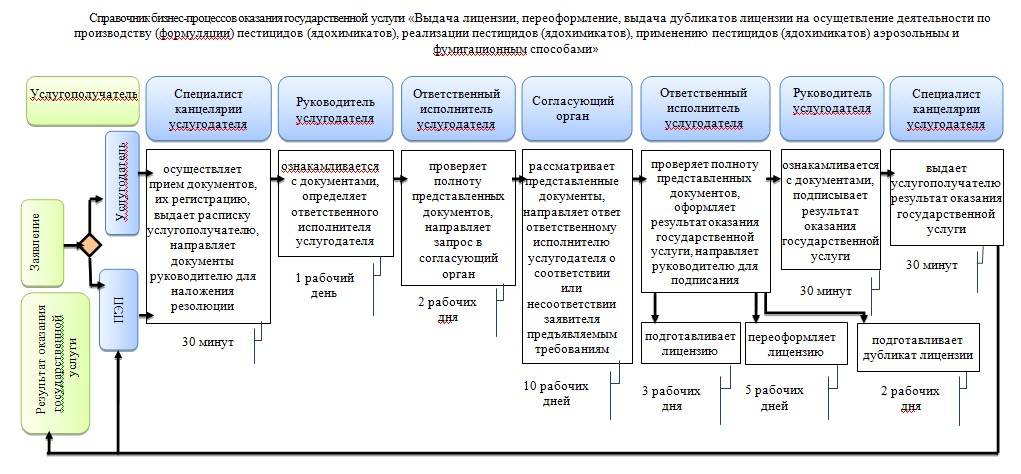 Справочник бизнес-процессов оказания государственной услуги «Выдача лицензии, переоформление, выдача дубликатов лицензии на осуществление деятельности по
производству (формуляции) пестицидов (ядохимикатов), реализации пестицидов (ядохимикатов), применению пестицидов (ядохимикатов) аэрозольным и
фумигационным способами»
Услугополучатель
Специалист
канцелярии
услугодателя
Руководитель
услугодателя
Ответственный
исполнитель
услугодателя
Согласующий
орган
Ответственный
исполнитель
услугодателя
Руководитель
услугодателя
Специалист
канцелярии
услугодателя
Заявление
Услугодатель
ЦСП
Результат оказания
государственной
услуги
осуществляет
прием документов,
их регистрацию,
выдает расписку
услугополучателю,
направляет
документы
руководителю для
наложения
резолюции
30 минут
ознакамливается
с документами,
определяет
ответственного
исполнителя
услугодателя
1 рабочий
день
проверяет
полноту
представленных
документов,
направляет
запрос в
согласующий
орган
2 рабочих
дня
рассматривает
представленные
документы,
направляет ответ
ответственному
исполнителю
услугодателя о
соответствии
или
несоответствии
заявителя
предъявляемым
требованиям
10 рабочих
дней
проверяет полноту
представленных
документов,
оформляет
результат оказания
государственной
услуги, направляет
руководителю для
подписания
подготавливает
лицензию
3 рабочих
дня
переоформляет
лицензию
5 рабочих
дней
подготавливает
дубликат лицензии
2 рабочих
дня
ознакамливается
с документами,
подписывает
результат
оказания
государственной
услуги
30 минут
выдает
услугополучателю
результат оказания
государственной
услуги
30 минут